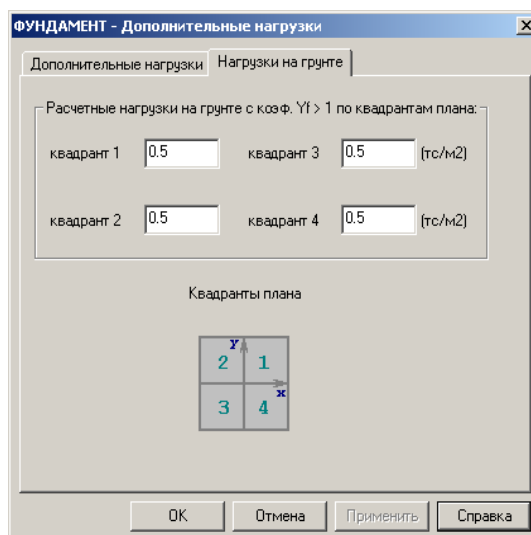 ФУНДАМЕНТ - Дополнительные нагрузки
Дополнительные нагрузки Нагрузки на грунте
Расчетные нагрузки на грунте с коэф. Yf > 1 по квадрантам плана:
квадрант 1 0.5 квадрант 3 0.5 (тс/м2)
квадрант 2 0.5 квадрант 4 0.5 (тс/м2)
Квадранты плана
Y
2 1
x
3 4
OK Отмена Применить Справка